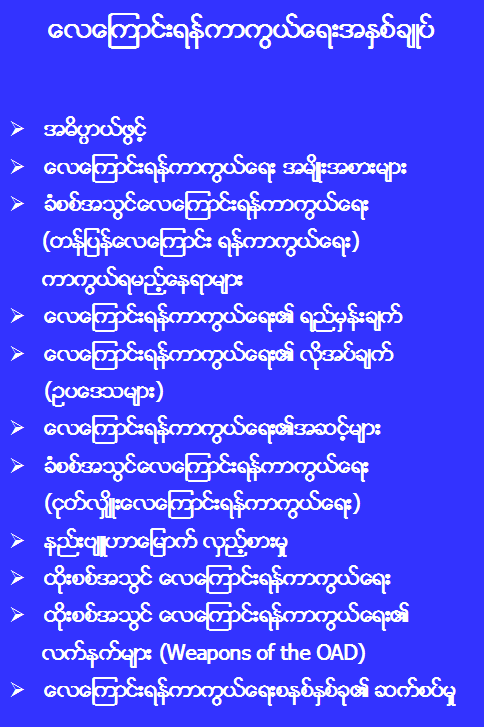 လေကြောင်းရန်ကာကွယ်ရေးအနှစ်ချုပ်
➢ အဓိပ္ပာယ်ဖွင့်
➢ လေကြောင်းရန်ကာကွယ်ရေး အမျိုးအစားများ
➢ ခံစစ်အသွင်လေကြောင်းရန်ကာကွယ်ရေး
(တန်ပြန်လေကြောင်း ရန်ကာကွယ်ရေး)
ကာကွယ်ရမည့်နေရာများ
➢ လေကြောင်းရန်ကာကွယ်ရေး၏ ရည်မှန်းချက်
➢ လေကြောင်းရန်ကာကွယ်ရေး၏ လိုအပ်ချက်
(ဥပဒေသများ)
➢ လေကြောင်းရန်ကာကွယ်ရေး၏အဆင့်များ
➢ ခံစစ်အသွင်လေကြောင်းရန်ကာကွယ်ရေး
(ငုတ်လျှိုးလေကြောင်းရန်ကာကွယ်ရေး)
➢ နည်းဗျူဟာမြောက် လှည့်စားမှု
➢ ထိုးစစ်အသွင် လေကြောင်းရန်ကာကွယ်ရေး
➢ ထိုးစစ်အသွင် လေကြောင်းရန်ကာကွယ်ရေး၏
လက်နက်များ (Weapons of the OAD)
➢ လေကြောင်းရန်ကာကွယ်ရေးစနစ်နှစ်ခု၏ ဆက်စပ်မှု